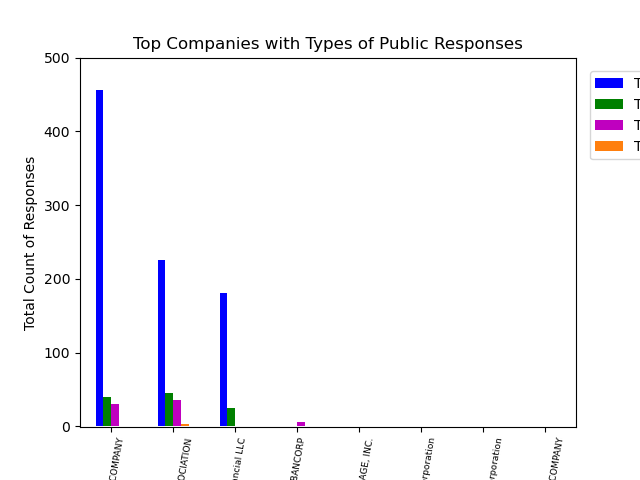 Top Companies with Types of Public Responses
Total Count of Responses
500
400
300
200
100
0
T
T
T
T
COMPANY
OCIATION
ncial LLC
BANCORP
AGE, INC.
rporation
rporation
COMPANY